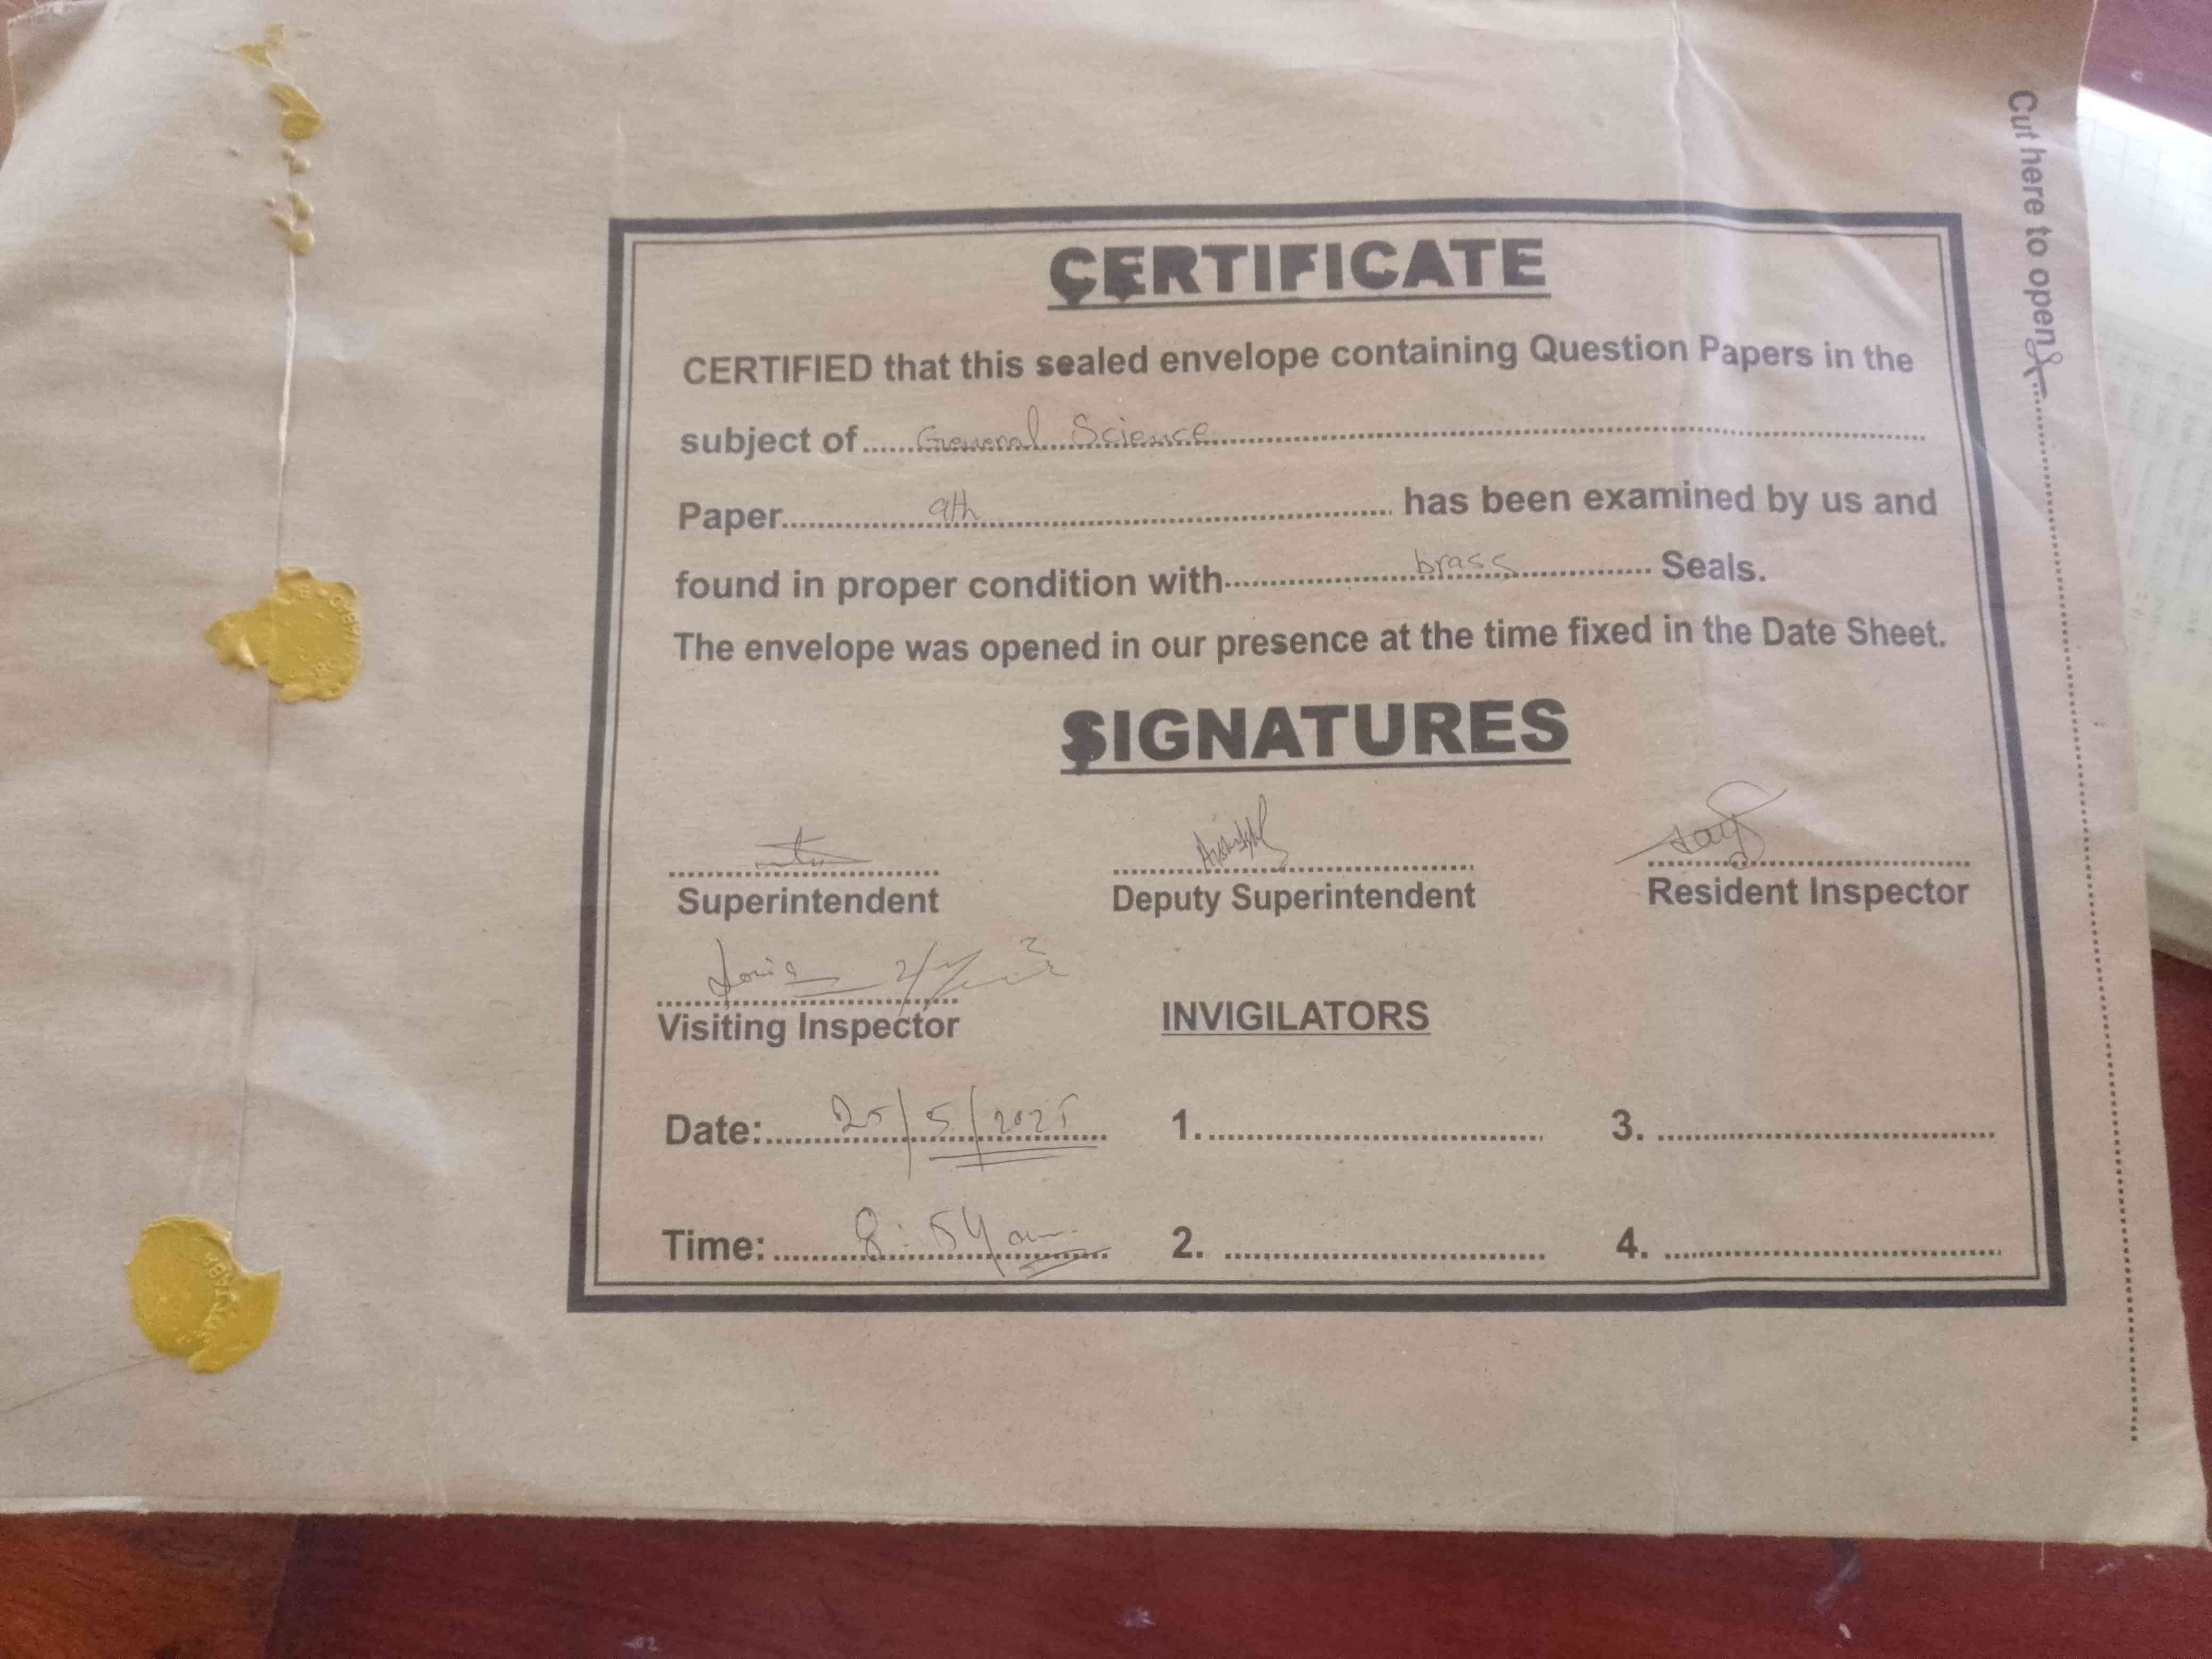 CERTIFICATE
CERTIFIED that this sealed envelope containing Question Papers in the
subject of General Science
Paper 9th has been examined by us and
found in proper condition with brass Seals.
The envelope was opened in our presence at the time fixed in the Date Sheet.
SIGNATURES
Superintendent Deputy Superintendent Resident Inspector
Visiting Inspector INVIGILATORS
Date: 25/5/2025 1. 3.
Time: 8:54 am 2. 4.
Cut here to open